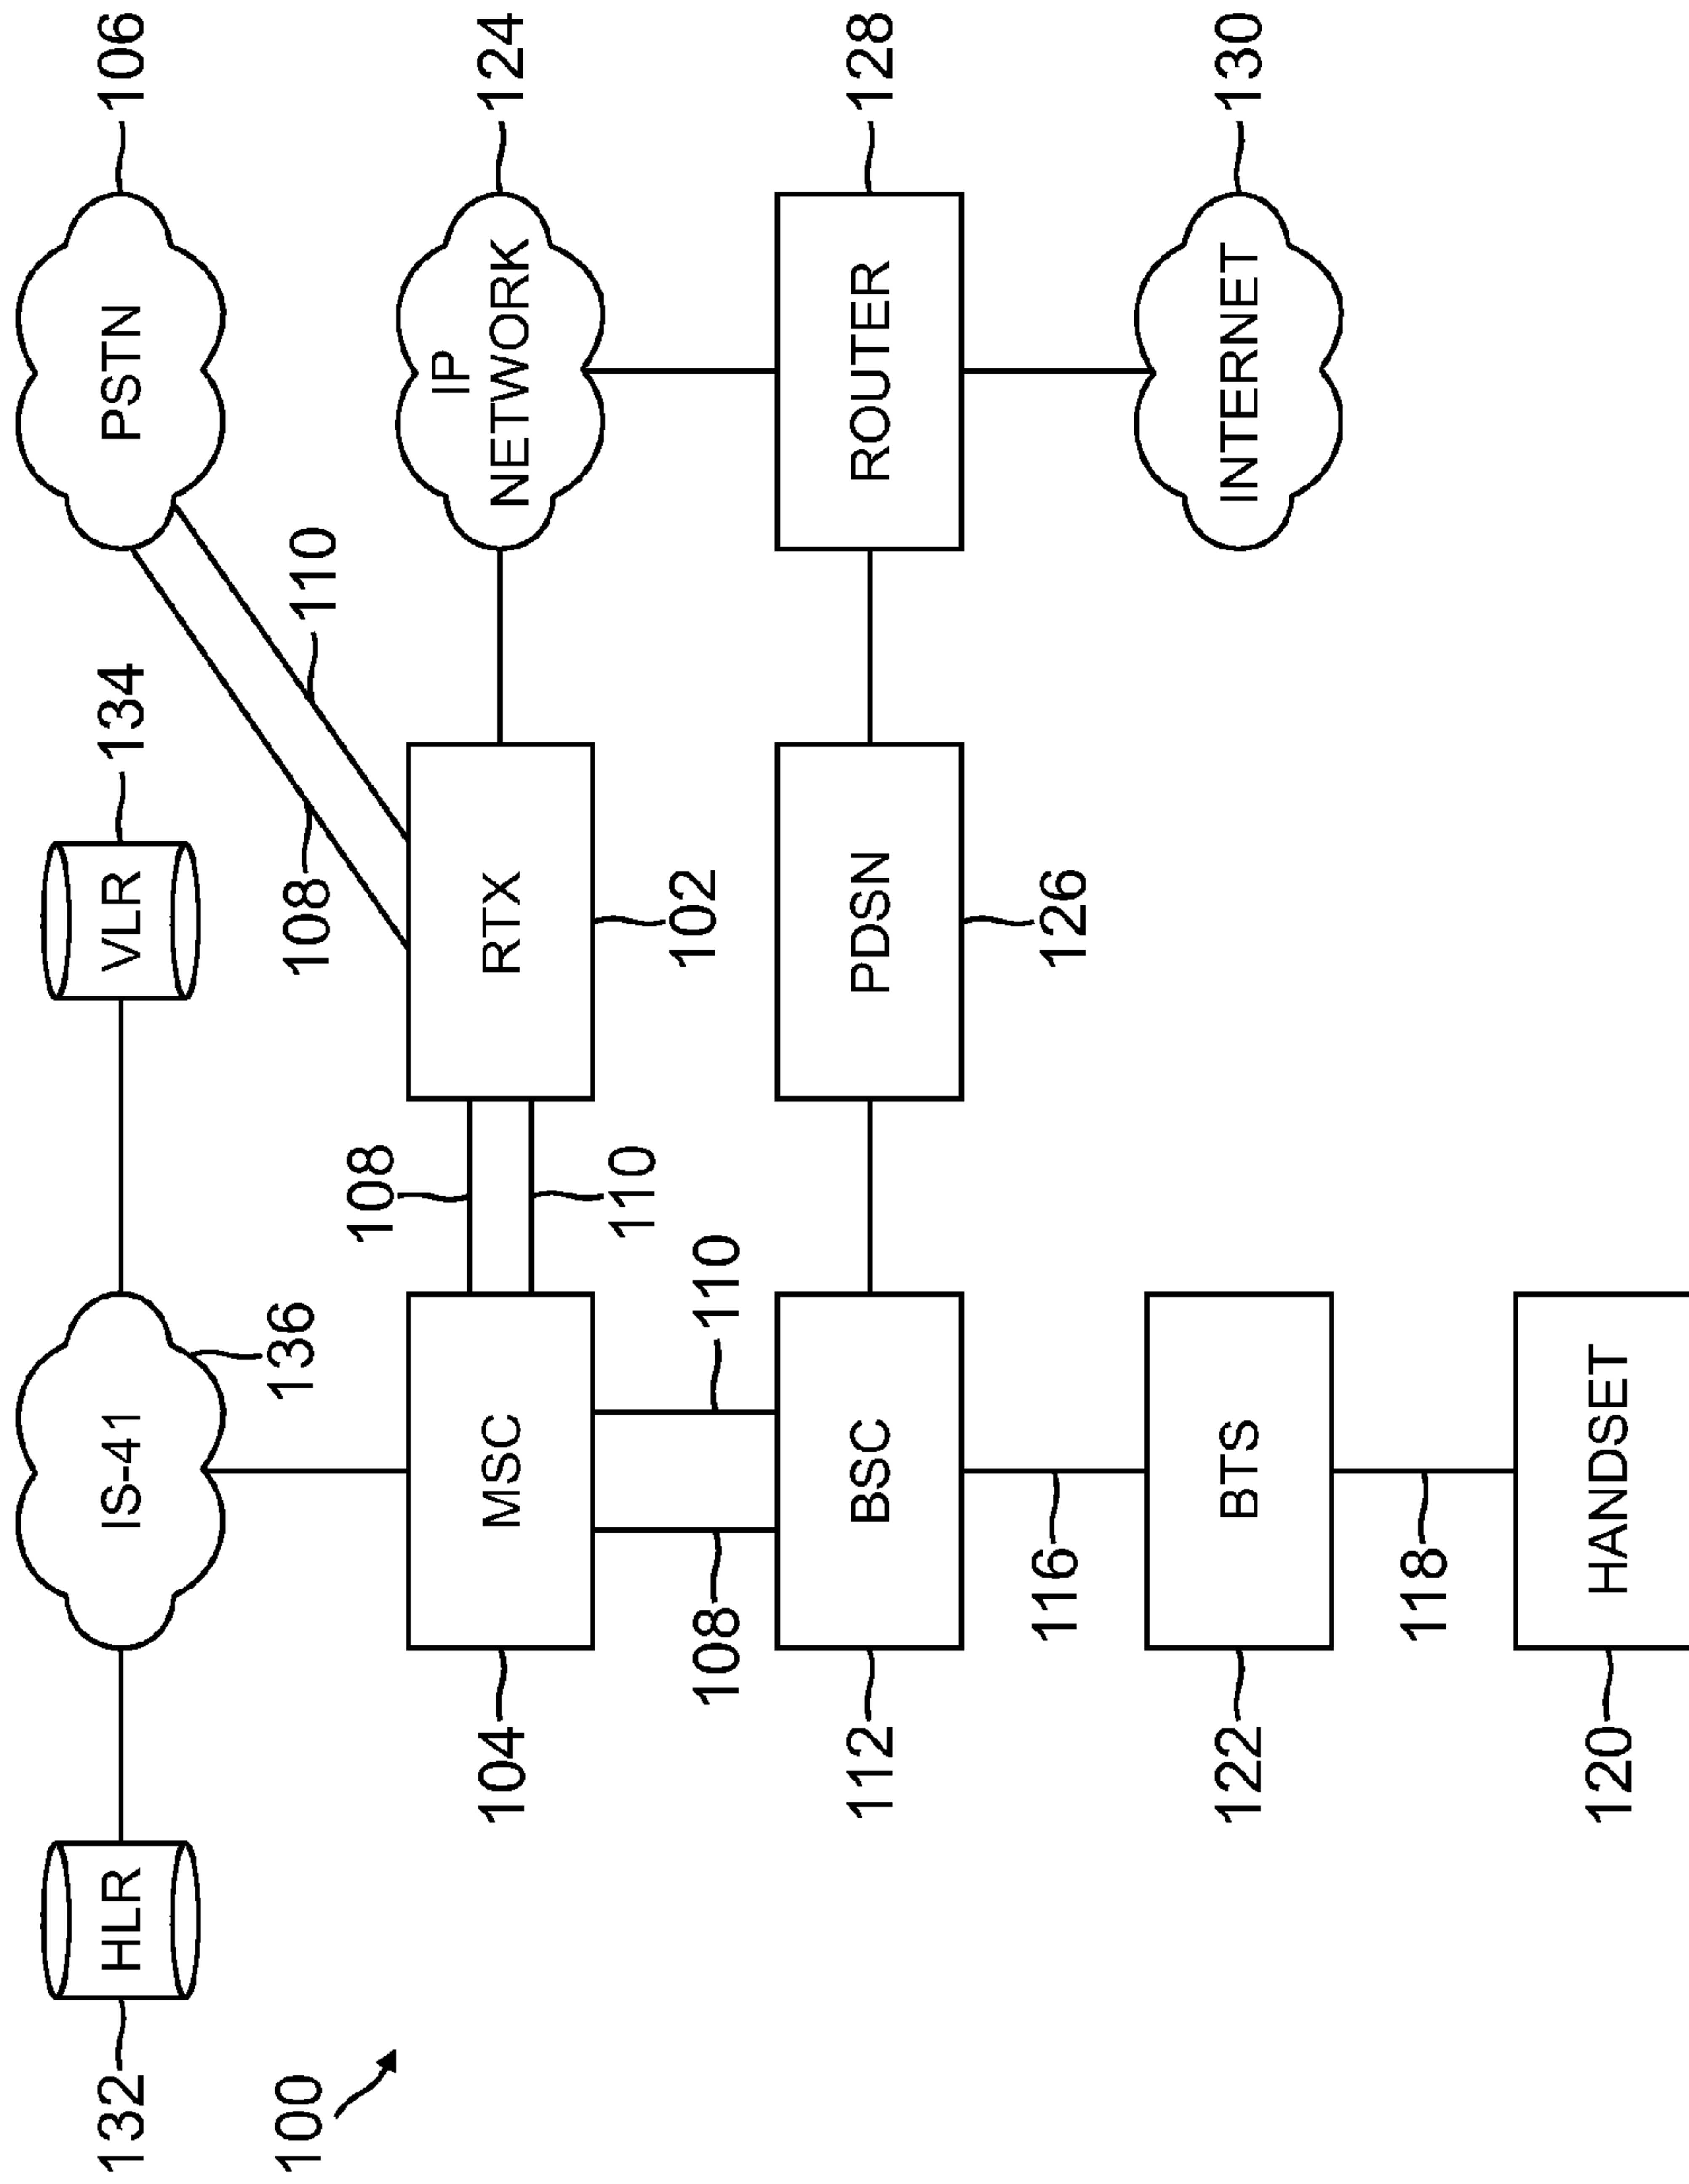 HLR
132
IS-41
136
VLR
134
PSTN
106
100
108
110
MSC
104
108
110
RTX
102
IP
NETWORK
124
108
110
BSC
112
PDSN
126
ROUTER
128
116
BTS
122
INTERNET
130
118
HANDSET
120